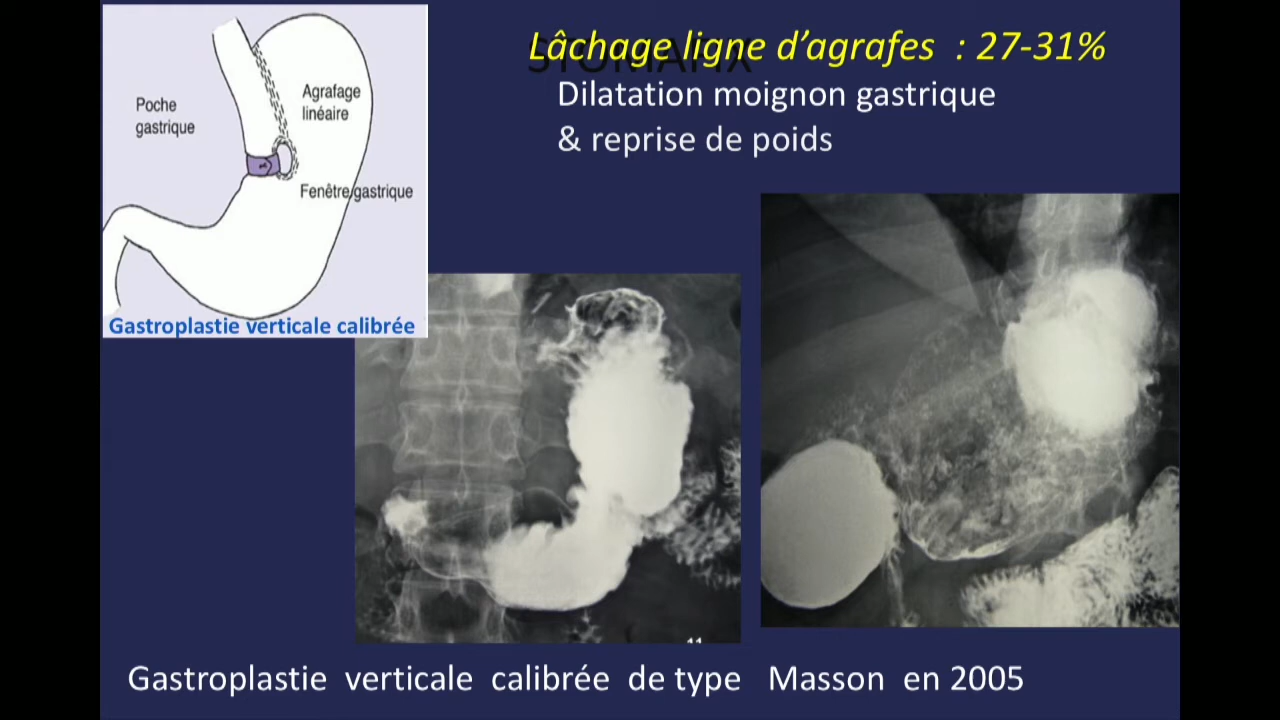 Lâchage ligne d’agrafes : 27-31%
Dilatation moignon gastrique
& reprise de poids
Poche
gastrique
Agrafage
linéaire
Fenêtre gastrique
Gastroplastie verticale calibrée
11
Gastroplastie verticale calibrée de type Masson en 2005